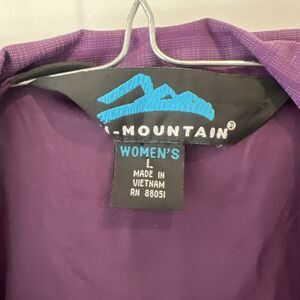 I-MOUNTAIN®
WOMEN'S
L
MADE IN
VIETNAM
RN 88051